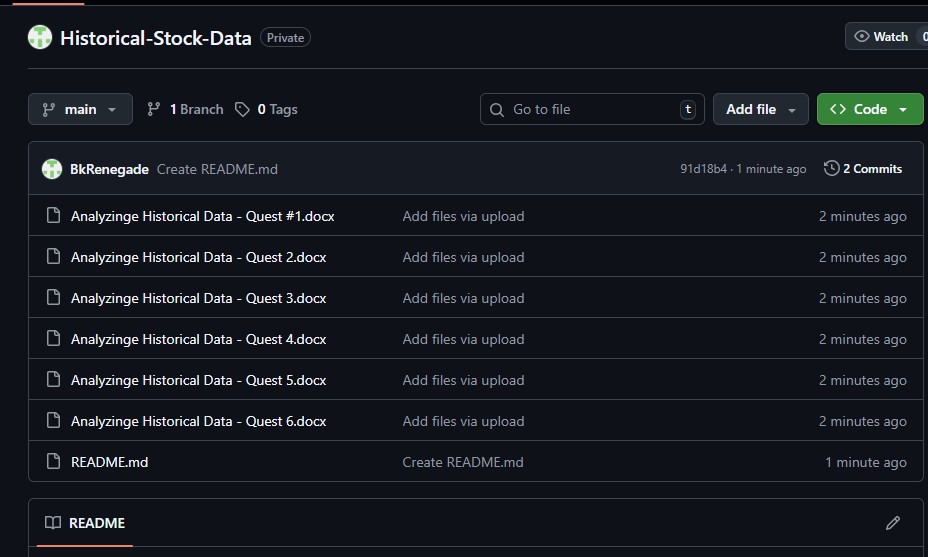 Historical-Stock-Data Private Watch 0
main 1 Branch 0 Tags Go to file t Add file Code
BkRenegade Create README.md 91d18b4 · 1 minute ago 2 Commits
Analyzinge Historical Data - Quest #1.docx Add files via upload 2 minutes ago
Analyzinge Historical Data - Quest 2.docx Add files via upload 2 minutes ago
Analyzinge Historical Data - Quest 3.docx Add files via upload 2 minutes ago
Analyzinge Historical Data - Quest 4.docx Add files via upload 2 minutes ago
Analyzinge Historical Data - Quest 5.docx Add files via upload 2 minutes ago
Analyzinge Historical Data - Quest 6.docx Add files via upload 2 minutes ago
README.md Create README.md 1 minute ago
README